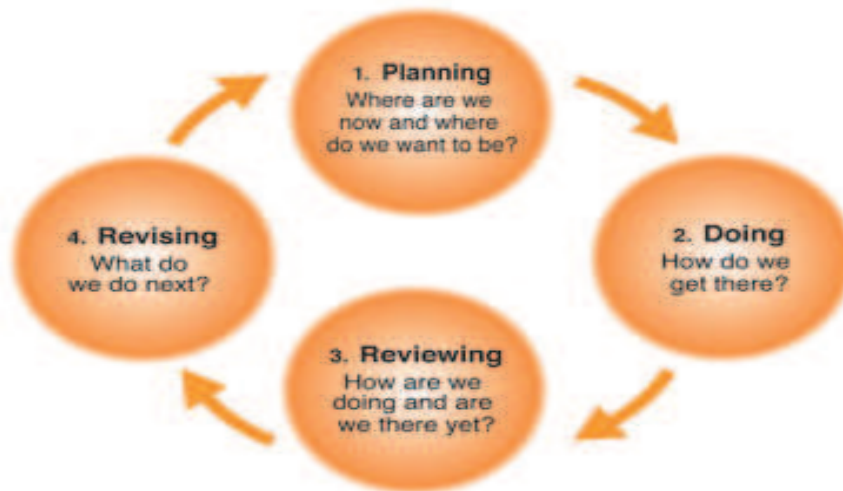 1. Planning
Where are we
now and where
do we want to be?
2. Doing
How do we
get there?
3. Reviewing
How are we
doing and are
we there yet?
4. Revising
What do
we do next?